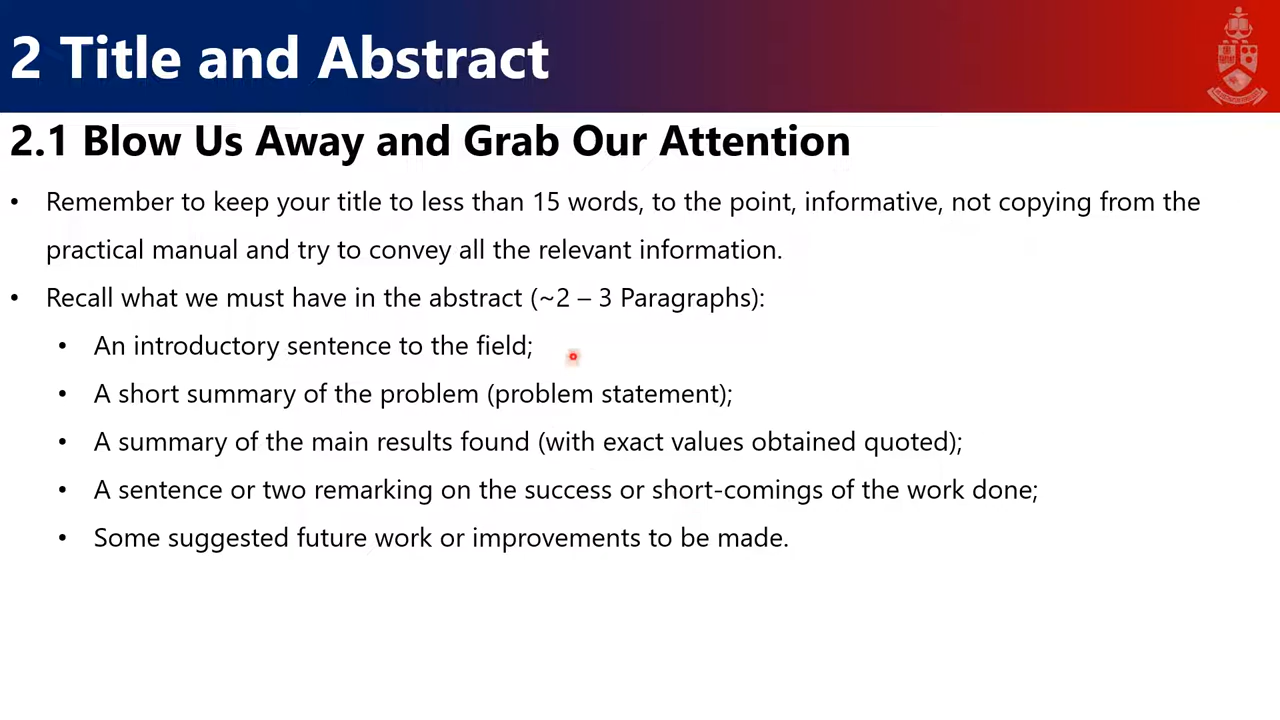 2 Title and Abstract
2.1 Blow Us Away and Grab Our Attention
• Remember to keep your title to less than 15 words, to the point, informative, not copying from the
practical manual and try to convey all the relevant information.
• Recall what we must have in the abstract (~2 – 3 Paragraphs):
• An introductory sentence to the field;
• A short summary of the problem (problem statement);
• A summary of the main results found (with exact values obtained quoted);
• A sentence or two remarking on the success or short-comings of the work done;
• Some suggested future work or improvements to be made.